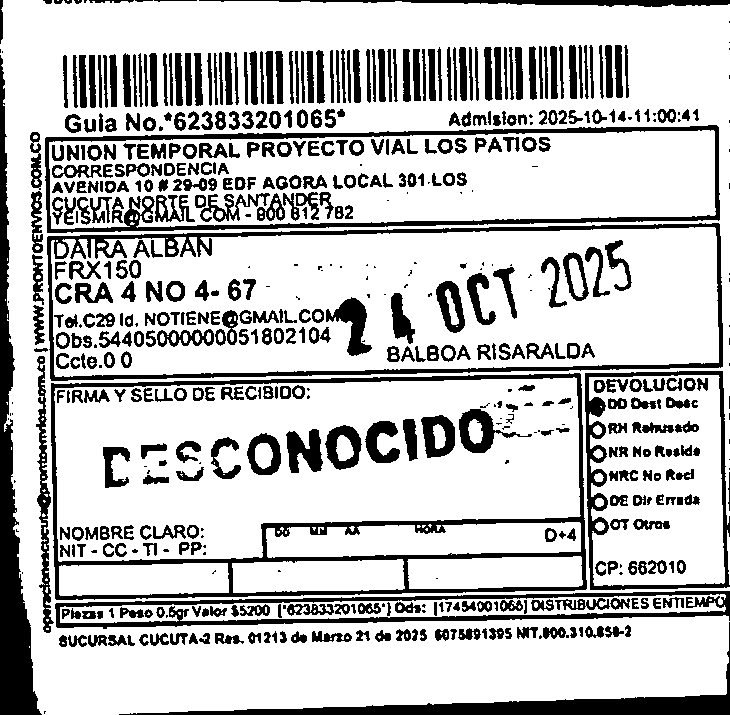 Guia No.*623833201065*
Admision: 2025-10-14-11:00:41
UNION TEMPORAL PROYECTO VIAL LOS PATIOS
CORRESPONDENCIA
AVENIDA 10 # 29-09 EDF AGORA LOCAL 301 LOS
CUCUTA NORTE DE SANTANDER
YEISMIR@GMAIL COM - 800 812 782
DAIRA ALBAN
FRX150
CRA 4 NO 4- 67
Tel.C29 Id. NOTIENE@GMAIL.COM
Obs.54405000000051802104
Ccte.0 0
24 OCT 2025
BALBOA RISARALDA
FIRMA Y SELLO DE RECIBIDO:
DESCONOCIDO
DEVOLUCION
DD Dest Desc
RH Rehusado
NR No Reside
NRC No Recl
DE Dir Errada
OT Otros
CP: 662010
NOMBRE CLARO:
NIT - CC - TI - PP:
DD MM AA HORA
D+4
Piezas 1 Peso 0.5gr Valor $5200 [*623833201065*] Ods: [17454001065] DISTRIBUCIONES ENTIEMPO
SUCURSAL CUCUTA-2 Res. 01213 de Marzo 21 de 2025 6075891395 NIT.800.310.858-2
operacionescucuta@prontoenvios.com.co | WWW.PRONTOENVIOS.COM.CO